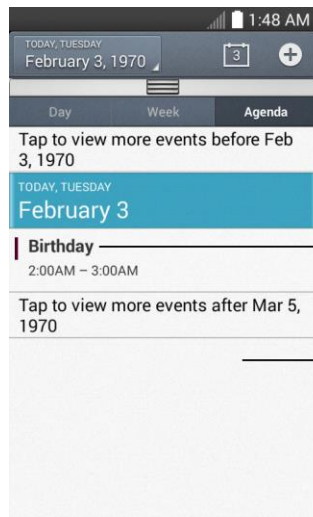 1:48 AM
TODAY, TUESDAY
February 3, 1970
3
Day Week Agenda
Tap to view more events before Feb
3, 1970
TODAY, TUESDAY
February 3
Birthday
2:00AM – 3:00AM
Tap to view more events after Mar 5,
1970